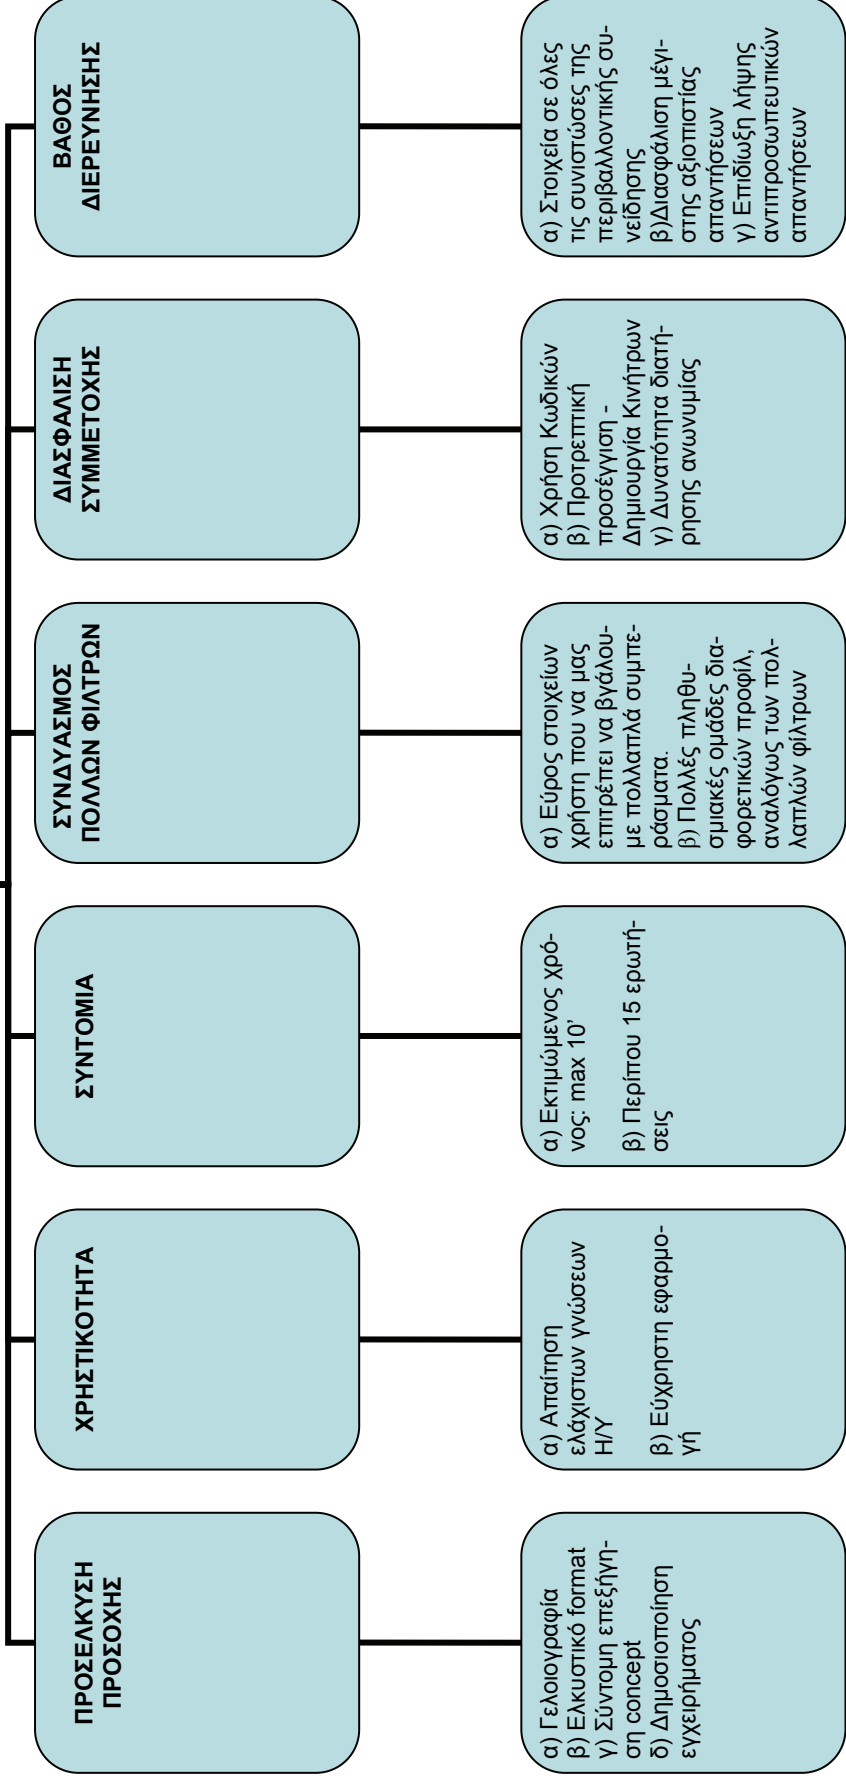 ΠΡΟΣΕΛΚΥΣΗ
ΠΡΟΣΟΧΗΣ
α) Γελοιογραφία
β) Ελκυστικό format
γ) Σύντομη επεξήγη-
ση concept
δ) Δημοσιοποίηση
εγχειρήματος
ΧΡΗΣΤΙΚΟΤΗΤΑ
α) Απαίτηση
ελάχιστων γνώσεων
Η/Υ
β) Εύχρηστη εφαρμο-
γή
ΣΥΝΤΟΜΙΑ
α) Εκτιμώμενος χρό-
νος: max 10’
β) Περίπου 15 ερωτή-
σεις
ΣΥΝΔΥΑΣΜΟΣ
ΠΟΛΛΩΝ ΦΙΛΤΡΩΝ
α) Εύρος στοιχείων
χρήστη που να μας
επιτρέπει να βγάλου-
με πολλαπλά συμπε-
ράσματα.
β) Πολλές πληθυ-
σμιακές ομάδες δια-
φορετικών προφίλ,
αναλόγως των πολ-
λαπλών φίλτρων
ΔΙΑΣΦΑΛΙΣΗ
ΣΥΜΜΕΤΟΧΗΣ
α) Χρήση Κωδικών
β) Προτρεπτική
προσέγγιση -
Δημιουργία Κινήτρων
γ) Δυνατότητα διατή-
ρησης ανωνυμίας
ΒΑΘΟΣ
ΔΙΕΡΕΥΝΗΣΗΣ
α) Στοιχεία σε όλες
τις συνιστώσες της
περιβαλλοντικής συ-
νείδησης
β)Διασφάλιση μέγι-
στης αξιοπιστίας
απαντήσεων
γ) Επιδίωξη λήψης
αντιπροσωπευτικών
απαντήσεων